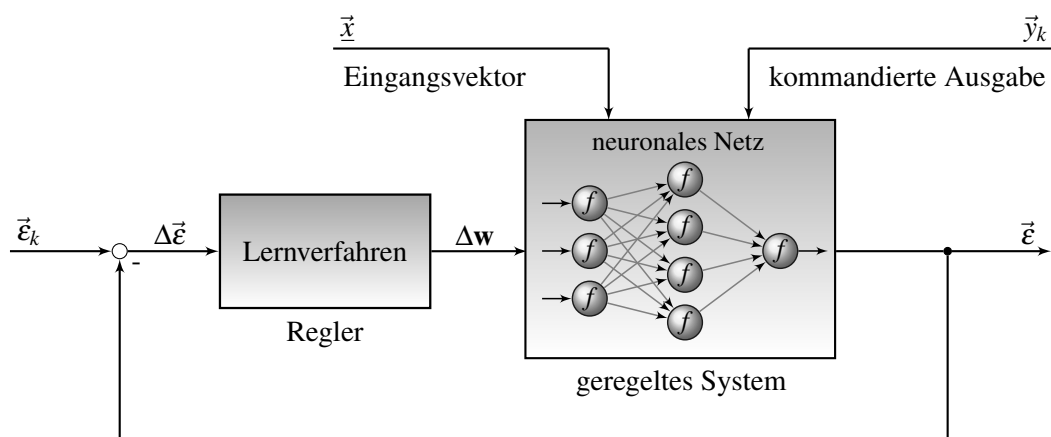 x⃗
y⃗ₖ
Eingangsvektor
kommandierte Ausgabe
neuronales Netz
f
f
f
f
f
f
f
f
ε⃗ₖ
-
Δε⃗
Lernverfahren
Δw
ε⃗
Regler
geregeltes System